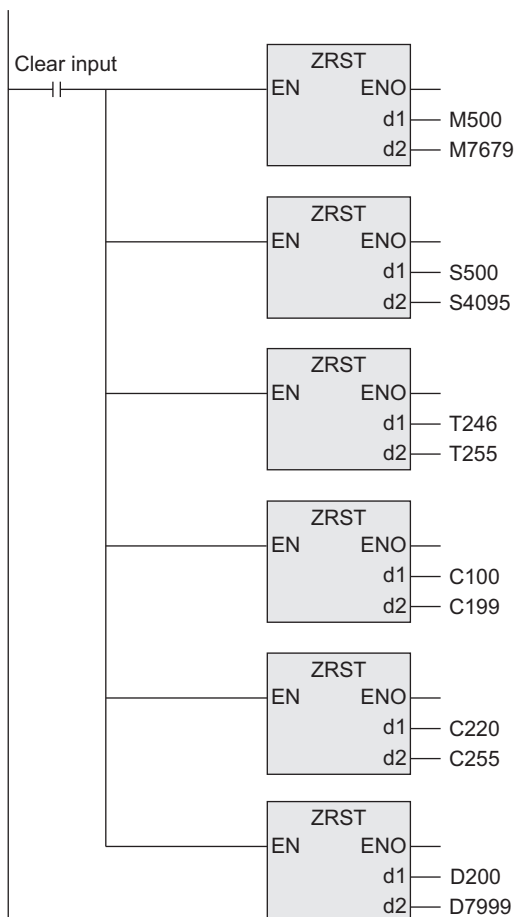 Clear input
ZRST
EN ENO
d1 M500
d2 M7679
ZRST
EN ENO
d1 S500
d2 S4095
ZRST
EN ENO
d1 T246
d2 T255
ZRST
EN ENO
d1 C100
d2 C199
ZRST
EN ENO
d1 C220
d2 C255
ZRST
EN ENO
d1 D200
d2 D7999